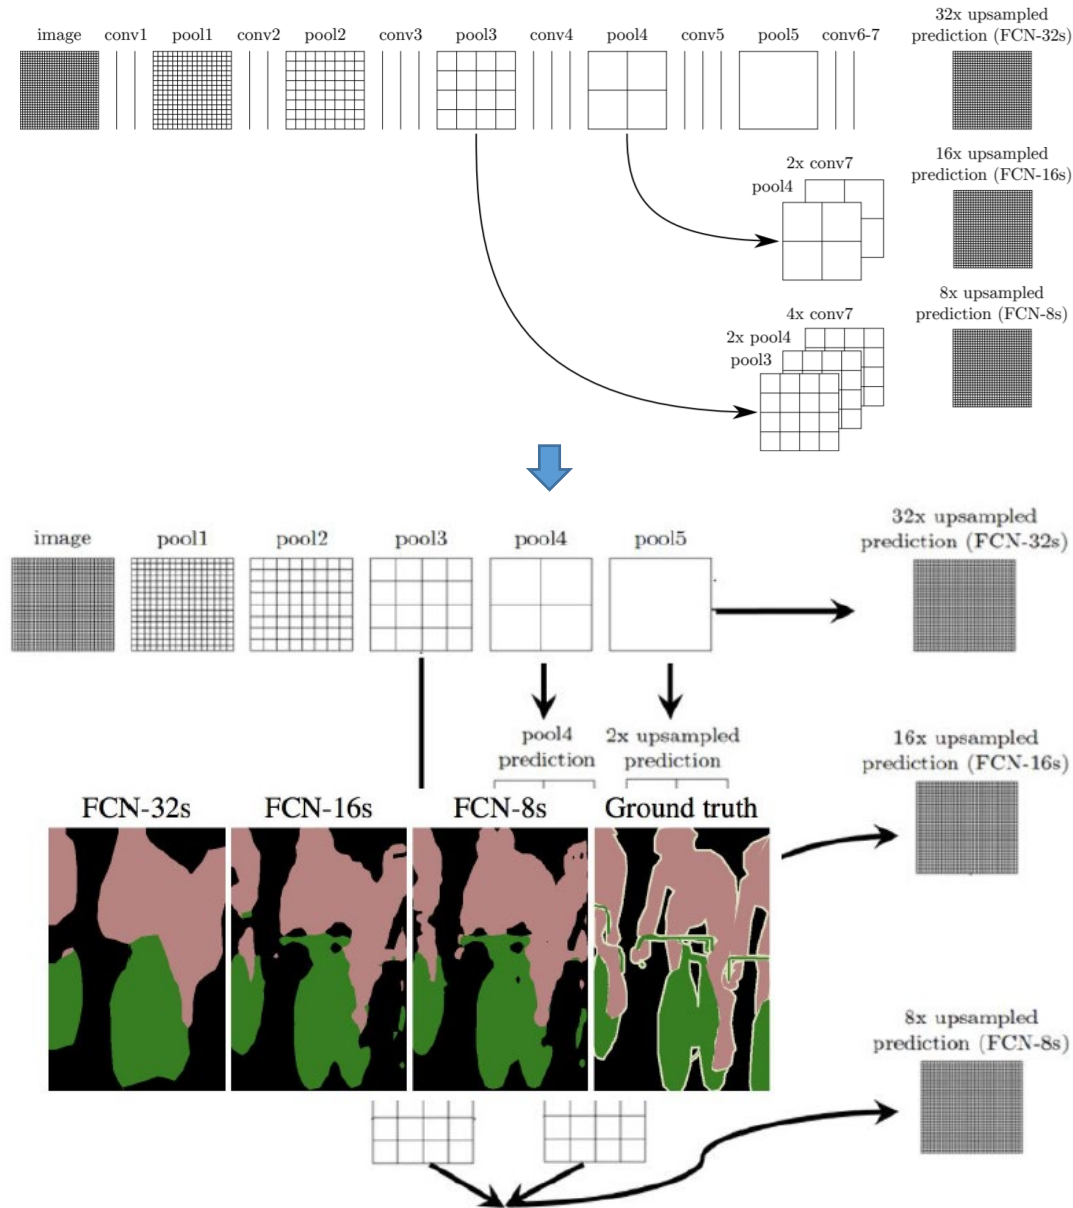 image conv1 pool1 conv2 pool2 conv3 pool3 conv4 pool4 conv5 pool5 conv6-7
32x upsampled
prediction (FCN-32s)
16x upsampled
prediction (FCN-16s)
2x conv7
pool4
8x upsampled
prediction (FCN-8s)
4x conv7
2x pool4
pool3
image pool1 pool2 pool3 pool4 pool5
32x upsampled
prediction (FCN-32s)
pool4
prediction
2x upsampled
prediction
16x upsampled
prediction (FCN-16s)
FCN-32s FCN-16s FCN-8s Ground truth
8x upsampled
prediction (FCN-8s)